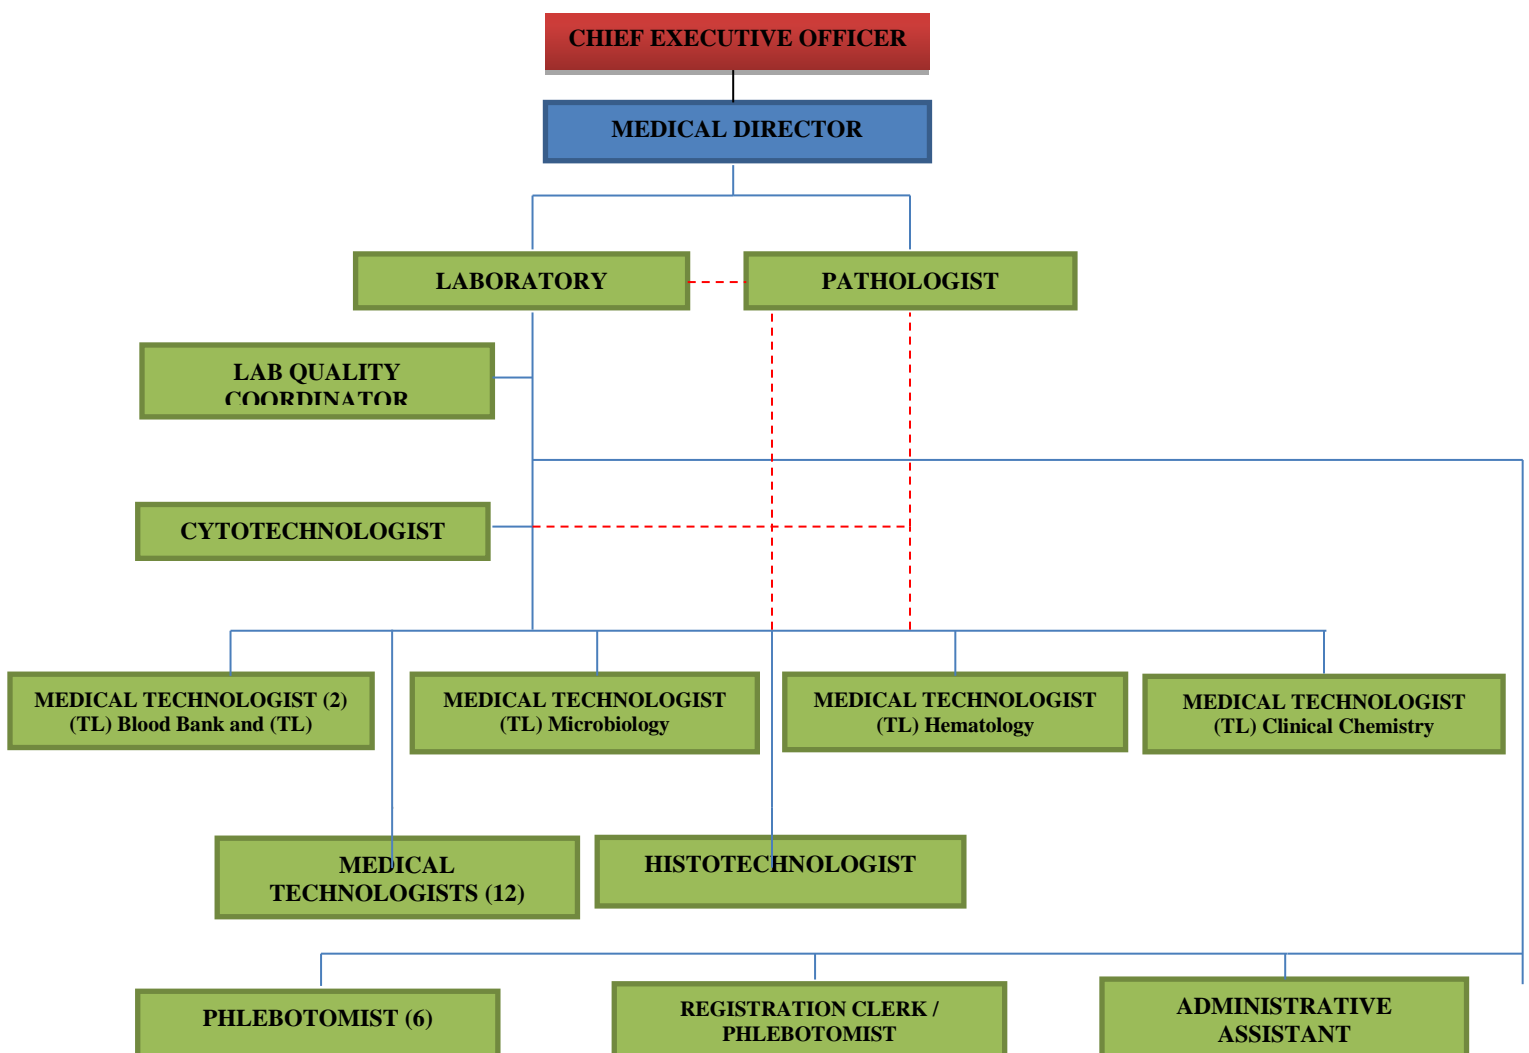 CHIEF EXECUTIVE OFFICER
MEDICAL DIRECTOR
LABORATORY
PATHOLOGIST
LAB QUALITY
COORDINATOR
CYTOTECHNOLOGIST
MEDICAL TECHNOLOGIST (2)
(TL) Blood Bank and (TL)
MEDICAL TECHNOLOGIST
(TL) Microbiology
MEDICAL TECHNOLOGIST
(TL) Hematology
MEDICAL TECHNOLOGIST
(TL) Clinical Chemistry
MEDICAL
TECHNOLOGISTS (12)
HISTOTECHNOLOGIST
PHLEBOTOMIST (6)
REGISTRATION CLERK /
PHLEBOTOMIST
ADMINISTRATIVE
ASSISTANT